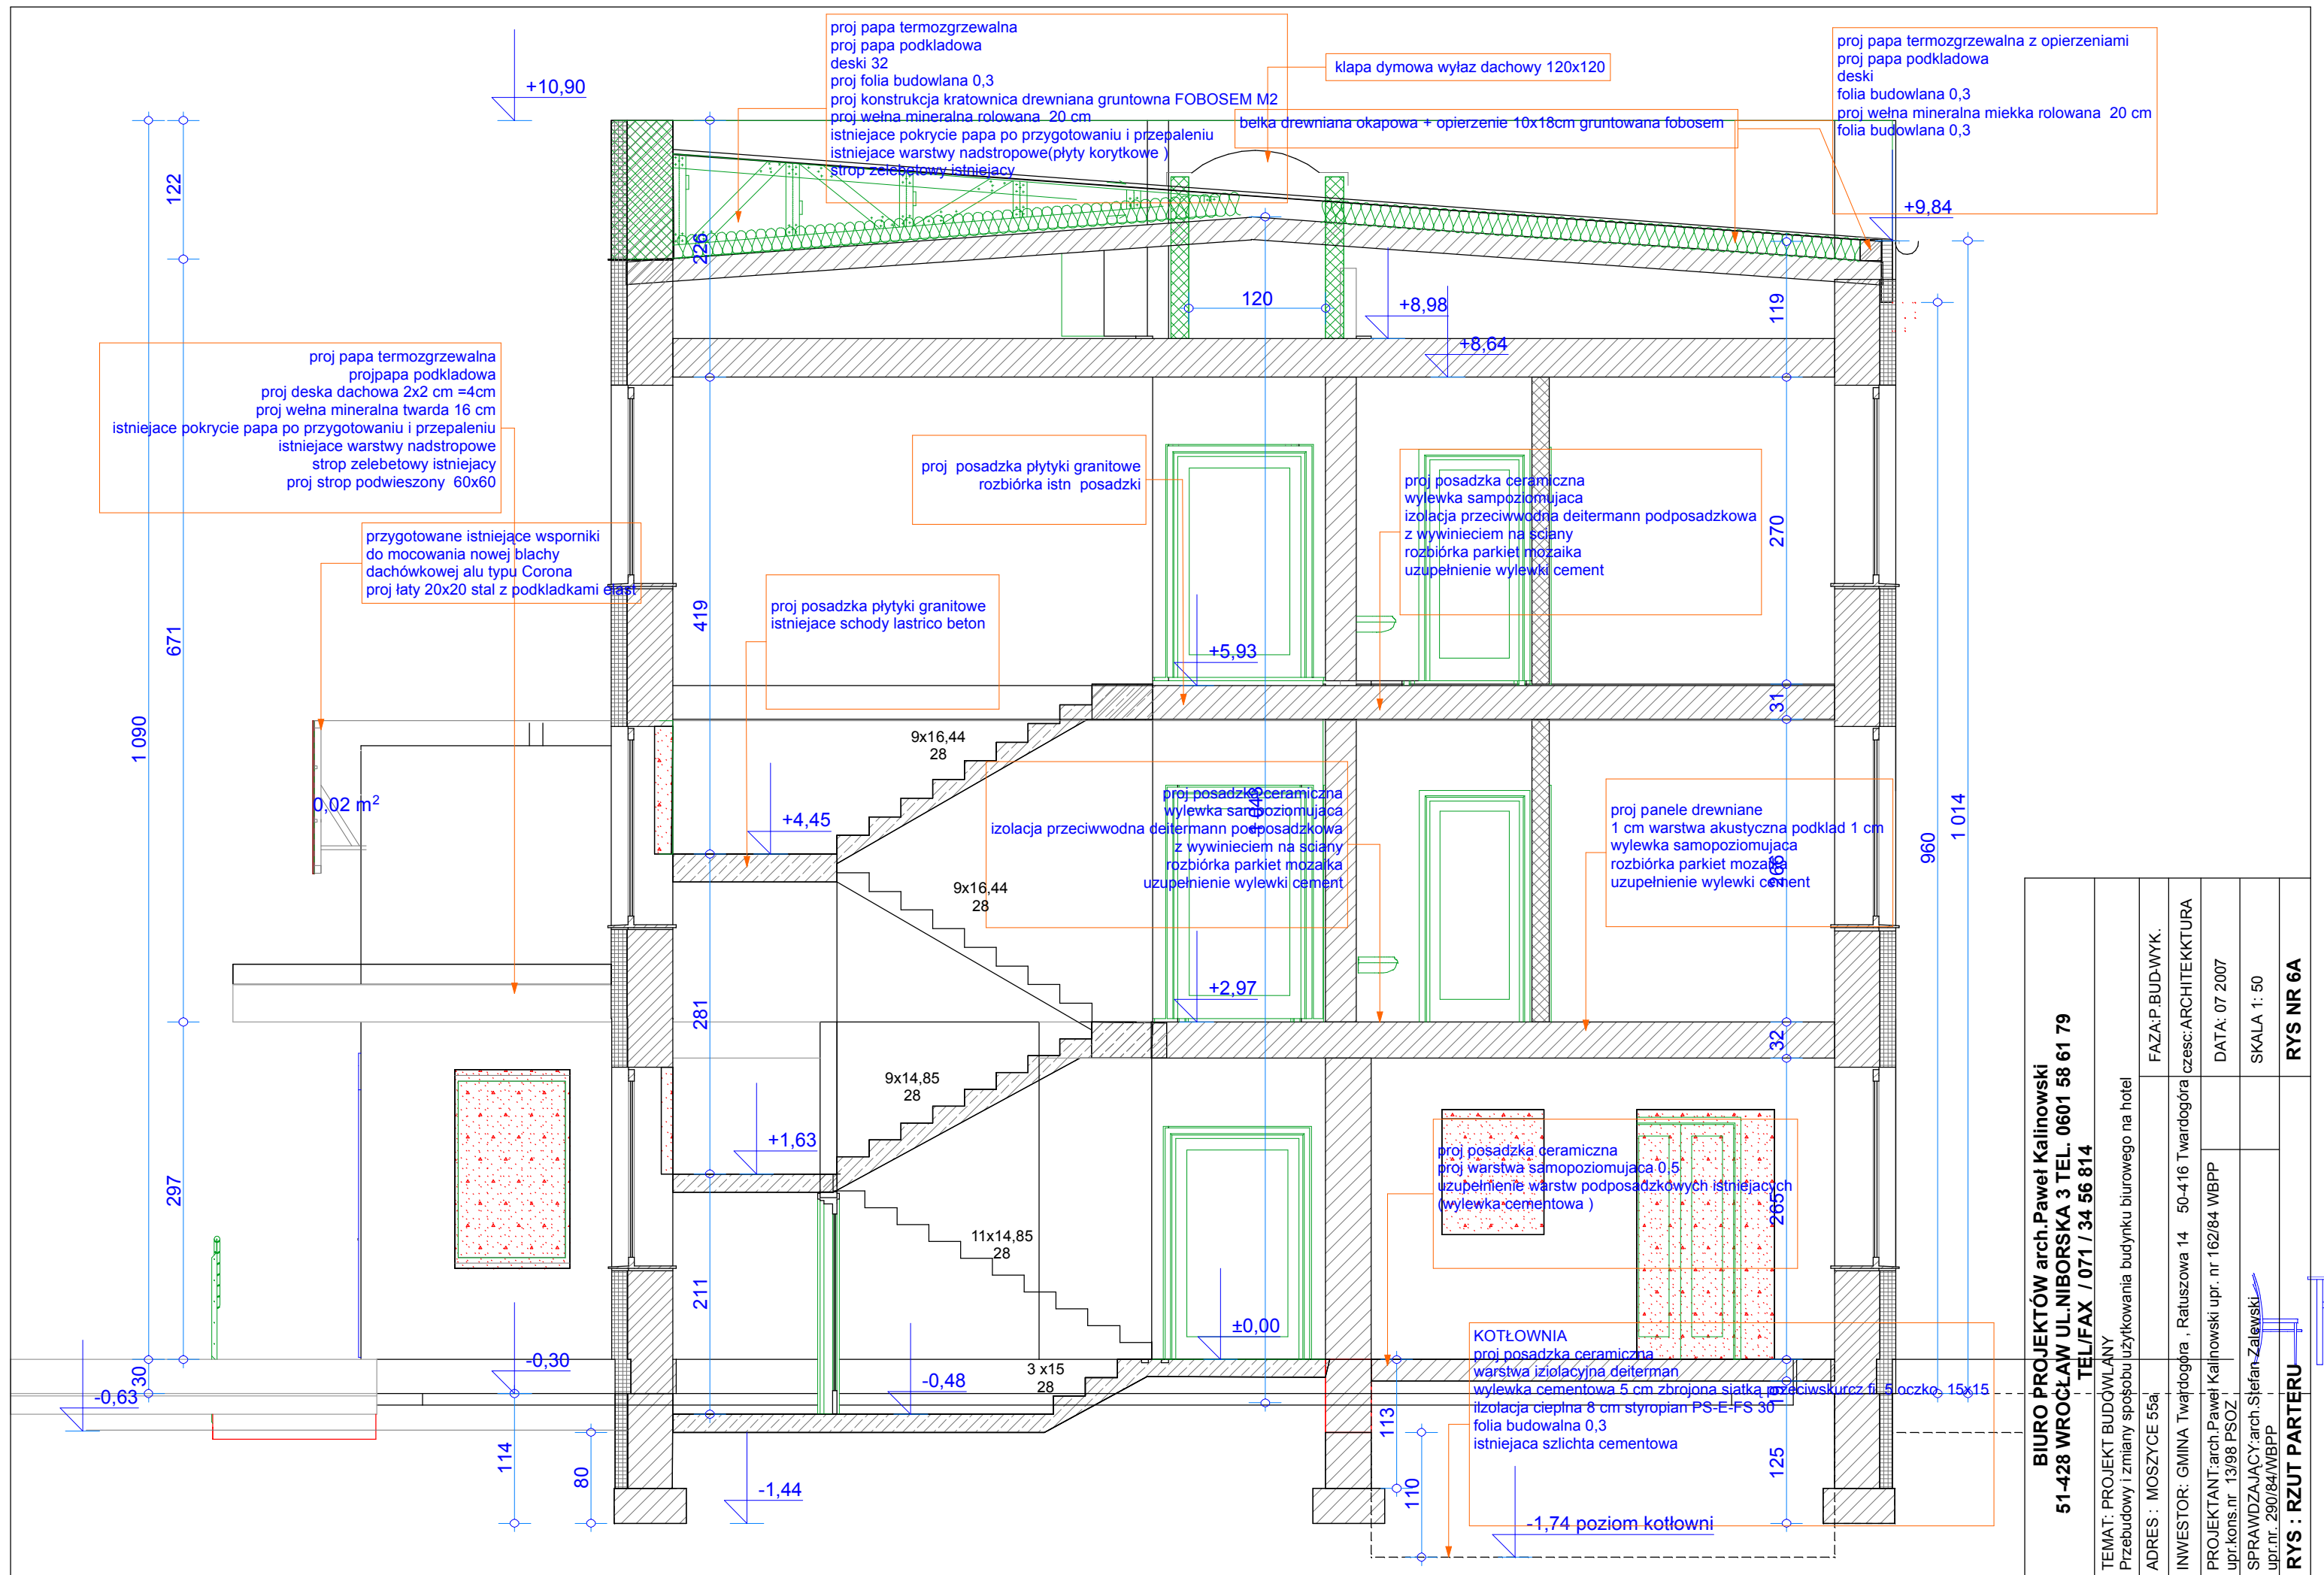 proj papa termozgrzewalna
proj papa podkladowa
deski 32
proj folia budowlana 0,3
proj konstrukcja kratownica drewniana gruntowna FOBOSEM M2
proj wełna mineralna rolowana 20 cm
istniejace pokrycie papa po przygotowaniu i przepaleniu
istniejace warstwy nadstropowe(płyty korytkowe )
strop zelebetowy istniejacy
klapa dymowa wyłaz dachowy 120x120
belka drewniana okapowa + opierzenie 10x18cm gruntowana fobosem
proj papa termozgrzewalna z opierzeniami
proj papa podkladowa
deski
folia budowlana 0,3
proj wełna mineralna miekka rolowana 20 cm
folia budowlana 0,3
+10,90
+9,84
122
226
120
+8,98
+8,64
119
proj papa termozgrzewalna
projpapa podkladowa
proj deska dachowa 2x2 cm =4cm
proj wełna mineralna twarda 16 cm
istniejace pokrycie papa po przygotowaniu i przepaleniu
istniejace warstwy nadstropowe
strop zelebetowy istniejacy
proj strop podwieszony 60x60
przygotowane istniejące wsporniki
do mocowania nowej blachy
dachówkowej alu typu Corona
proj łaty 20x20 stal z podkladkami elast
proj posadzka płytyki granitowe
rozbiórka istn posadzki
proj posadzka ceramiczna
wylewka sampoziomujaca
izolacja przeciwwodna deitermann podposadzkowa
z wywinieciem na ściany
rozbiórka parkiet mozaika
uzupełnienie wylewki cement
proj posadzka płytyki granitowe
istniejace schody lastrico beton
671
419
270
+5,93
31
1 090
9x16,44
28
0,02 m²
+4,45
proj posadzka ceramiczna
wylewka sampoziomująca
izolacja przeciwwodna deitermann podposadzkowa
z wywinieciem na sciany
rozbiórka parkiet mozaika
uzupełnienie wylewki cement
proj panele drewniane
1 cm warstwa akustyczna podklad 1 cm
wylewka samopoziomujaca
rozbiórka parkiet mozaika
uzupełnienie wylewki cement
266
960
1 014
9x16,44
28
+2,97
281
32
9x14,85
28
+1,63
297
211
11x14,85
28
proj posadzka ceramiczna
proj warstwa samopoziomująca 0,5
uzupełnienie warstw podposadzkowych istniejących
(wylewka cementowa )
265
±0,00
30
-0,63
-0,30
-0,48
3 x15
28
KOTŁOWNIA
proj posadzka ceramiczna
warstwa iziolacyjna deiterman
wylewka cementowa 5 cm zbrojona siatką przeciwskurcz fi 5 oczko 15x15
ilzolacja cieplna 8 cm styropian PS-E-FS 30
folia budowalna 0,3
istniejaca szlichta cementowa
114
80
-1,44
113
110
125
-1,74 poziom kotłowni
BIURO PROJEKTÓW arch.Paweł Kalinowski
51-428 WROCŁAW UL.NIBORSKA 3 TEL. 0601 58 61 79
TEL/FAX / 071 / 34 56 814
TEMAT: PROJEKT BUDOWLANY
Przebudowy i zmiany sposobu użytkowania budynku biurowego na hotel
ADRES : MOSZYCE 55a
FAZA:P.BUD-WYK.
INWESTOR: GMINA Twardogóra , Ratuszowa 14 50-416 Twardogóra
czesc:ARCHITEKTURA
PROJEKTANT:arch.Paweł Kalinowski upr. nr 162/84 WBPP
upr.kons.nr 13/98 PSOZ
DATA: 07 2007
SPRAWDZAJĄCY:arch.Stefan Zalewski
upr.nr. 290/84/WBPP
SKALA 1: 50
RYS : RZUT PARTERU
RYS NR 6A